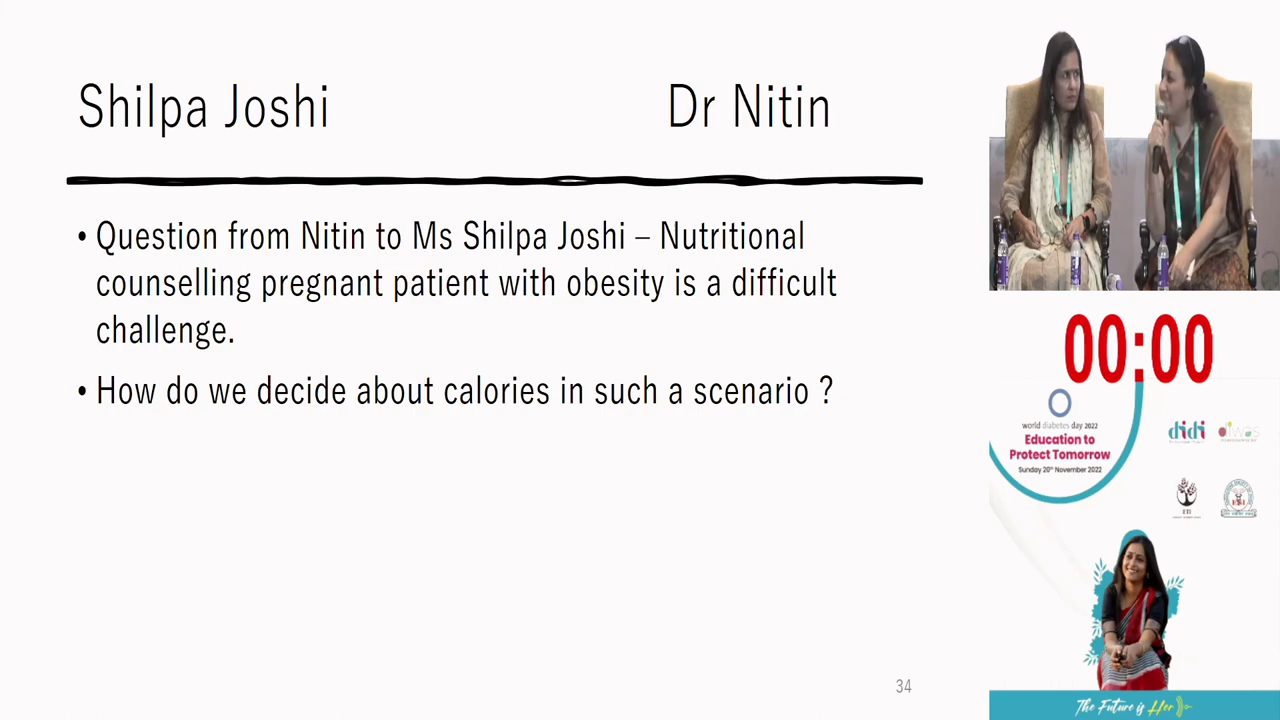 Shilpa Joshi
Dr Nitin
• Question from Nitin to Ms Shilpa Joshi – Nutritional
counselling pregnant patient with obesity is a difficult
challenge.
• How do we decide about calories in such a scenario ?
34
00:00
world diabetes day 2022
Education to
Protect Tomorrow
Sunday 20th November 2022
didi
The Future is Her